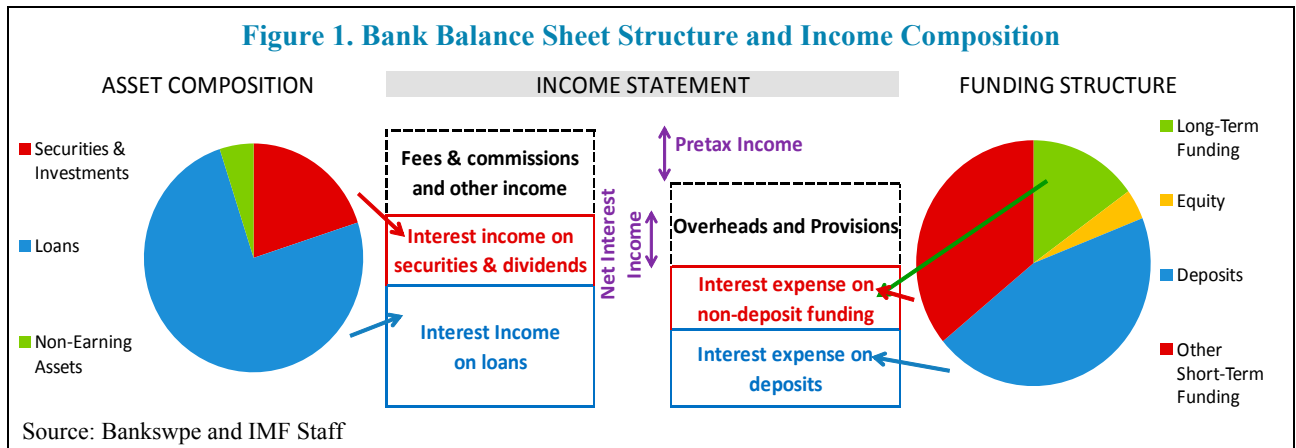 Figure 1. Bank Balance Sheet Structure and Income Composition
ASSET COMPOSITION
INCOME STATEMENT
FUNDING STRUCTURE
Securities &
Investments
Loans
Non-Earning
Assets
Fees & commissions
and other income
Interest income on
securities & dividends
Interest Income
on loans
Net Interest
Income
Pretax Income
Overheads and Provisions
Interest expense on
non-deposit funding
Interest expense on
deposits
Long-Term
Funding
Equity
Deposits
Other
Short-Term
Funding
Source: Bankswpe and IMF Staff